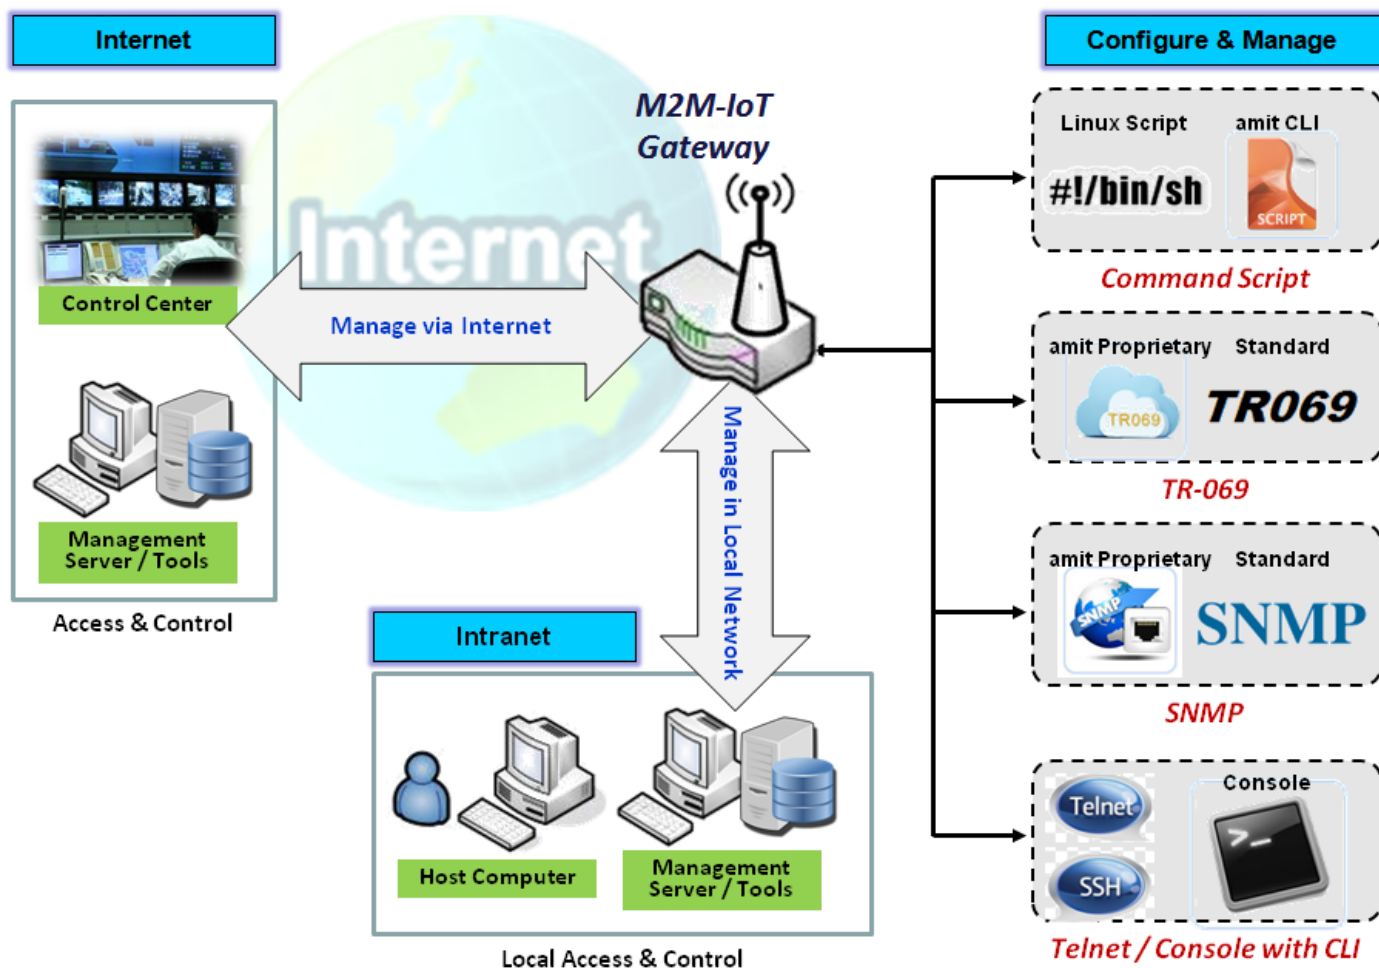 Internet
Configure & Manage
M2M-IoT
Gateway
Internet
Control Center
Manage via Internet
Management
Server / Tools
Access & Control
Manage in Local Network
Intranet
Host Computer
Management
Server / Tools
Local Access & Control
Linux Script
amit CLI
#!/bin/sh
SCRIPT
Command Script
amit Proprietary
Standard
TR069
TR069
TR-069
amit Proprietary
Standard
SNMP
SNMP
SNMP
Telnet
Console
>_
SSH
Telnet / Console with CLI